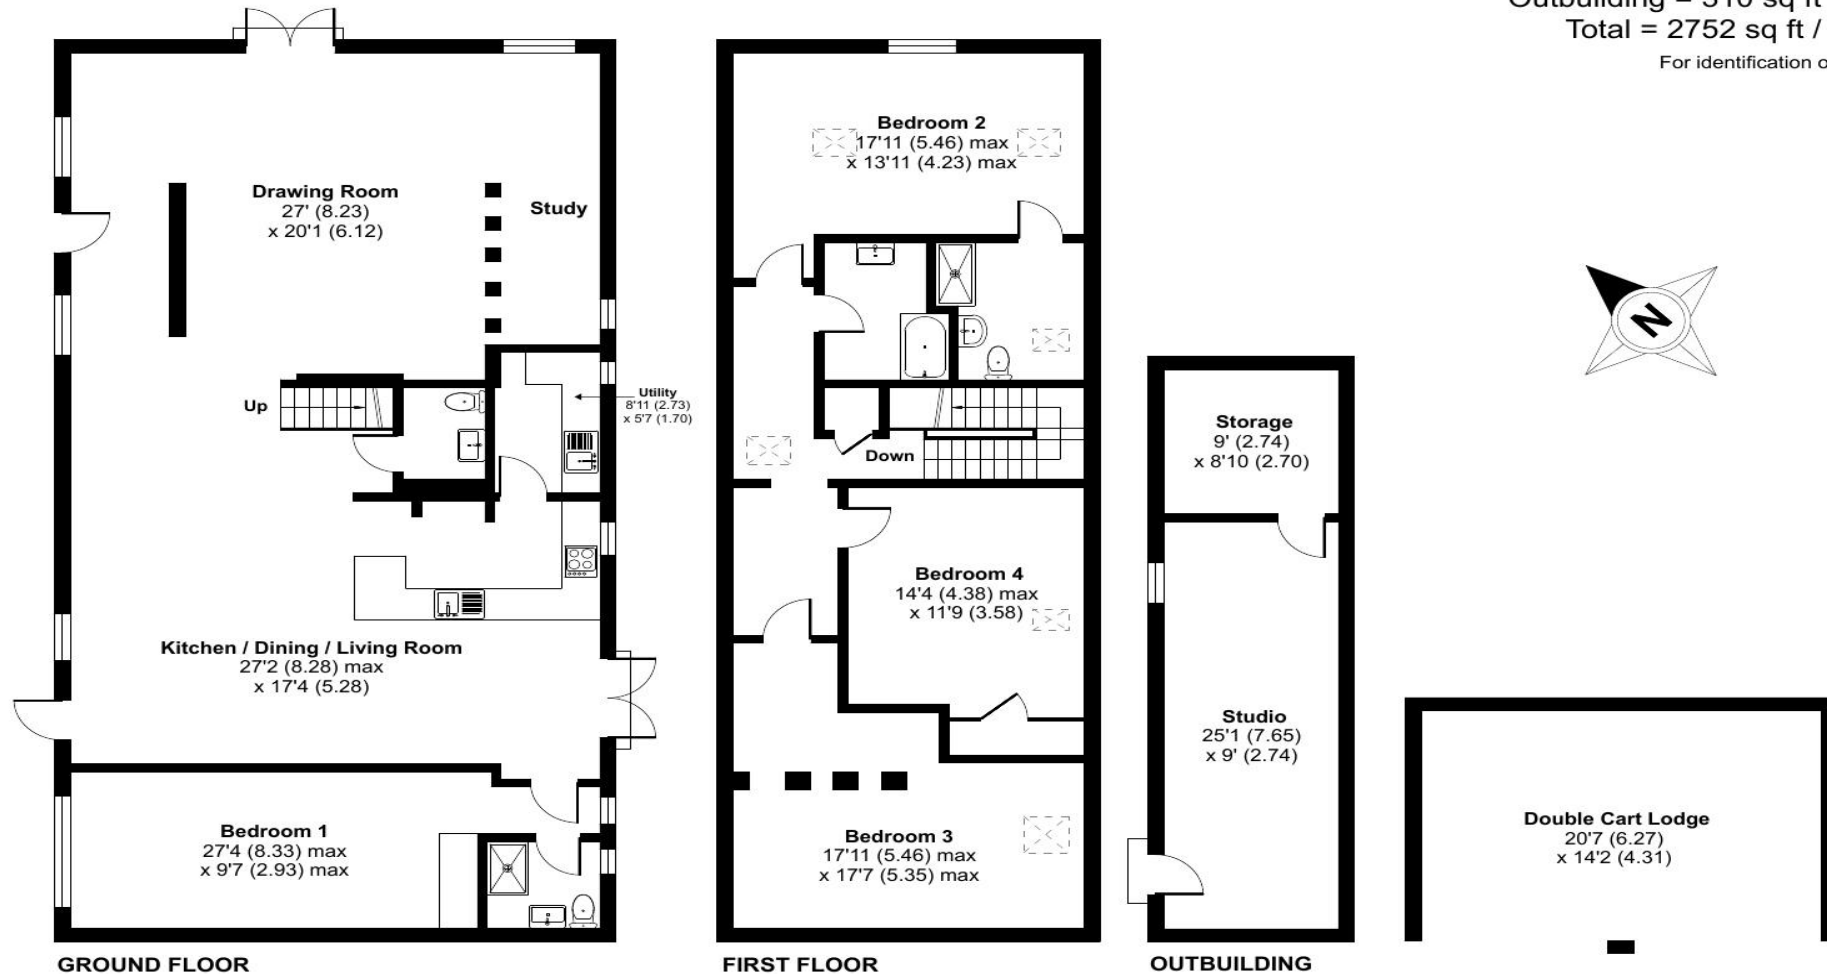 Outbuilding = 310 sq ft
Total = 2752 sq ft /
For identification o
Drawing Room
27' (8.23)
x 20'1 (6.12)
Study
Up
Utility
8'11 (2.73)
x 5'7 (1.70)
Kitchen / Dining / Living Room
27'2 (8.28) max
x 17'4 (5.28)
Bedroom 1
27'4 (8.33) max
x 9'7 (2.93) max
GROUND FLOOR
Bedroom 2
17'11 (5.46) max
x 13'11 (4.23) max
Down
Bedroom 4
14'4 (4.38) max
x 11'9 (3.58)
Bedroom 3
17'11 (5.46) max
x 17'7 (5.35) max
FIRST FLOOR
Storage
9' (2.74)
x 8'10 (2.70)
Studio
25'1 (7.65)
x 9' (2.74)
OUTBUILDING
N
Double Cart Lodge
20'7 (6.27)
x 14'2 (4.31)